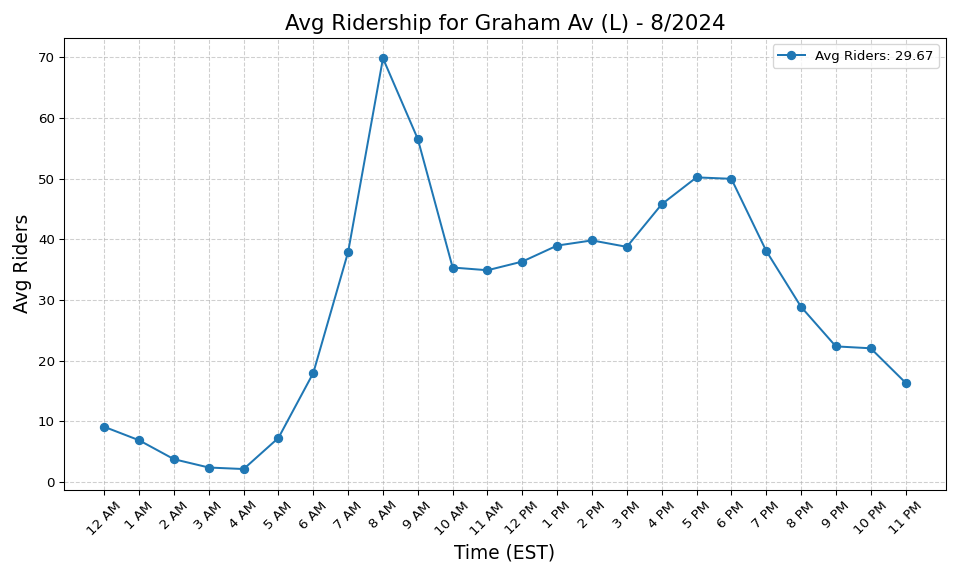 Avg Ridership for Graham Av (L) - 8/2024
Avg Riders: 29.67
Avg Riders
70
60
50
40
30
20
10
0
12 AM
1 AM
2 AM
3 AM
4 AM
5 AM
6 AM
7 AM
8 AM
9 AM
10 AM
11 AM
12 PM
1 PM
2 PM
3 PM
4 PM
5 PM
6 PM
7 PM
8 PM
9 PM
10 PM
11 PM
Time (EST)